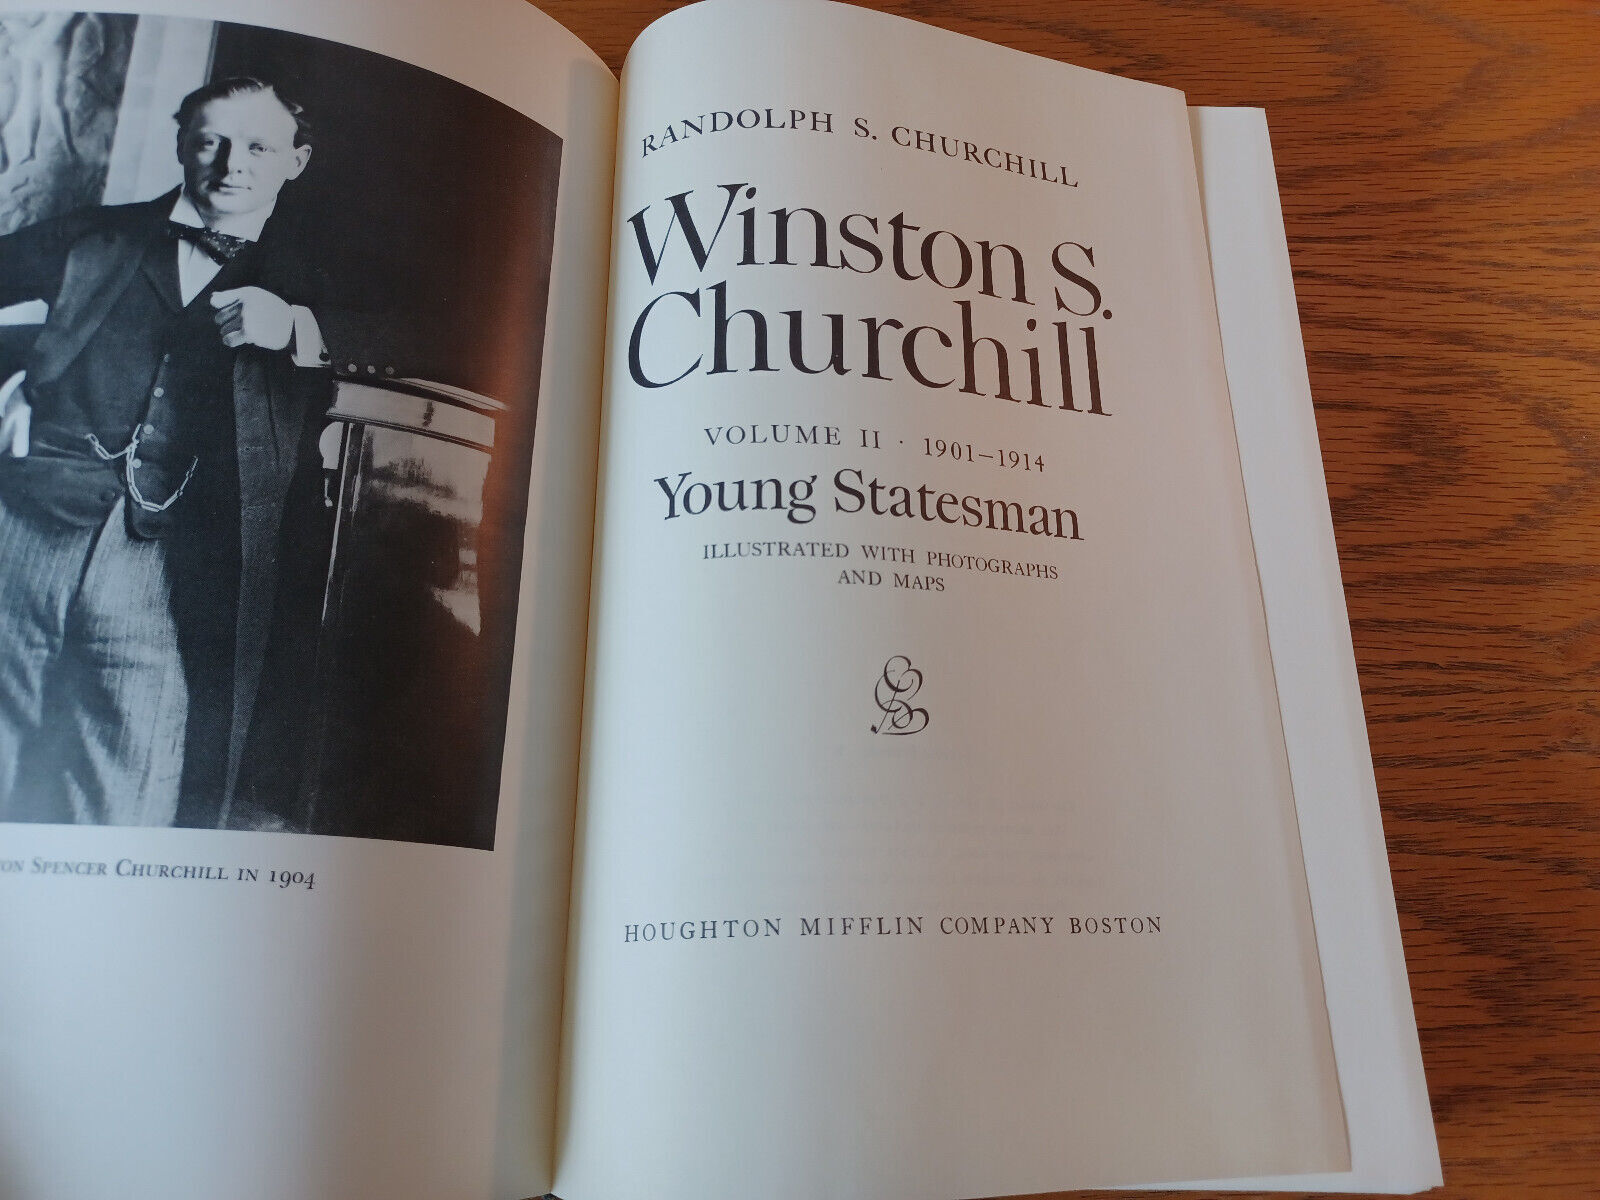 ON SPENCER CHURCHILL IN 1904
RANDOLPH S. CHURCHILL
Winston S.
Churchill
VOLUME II · 1901–1914
Young Statesman
ILLUSTRATED WITH PHOTOGRAPHS
AND MAPS
HOUGHTON MIFFLIN COMPANY BOSTON